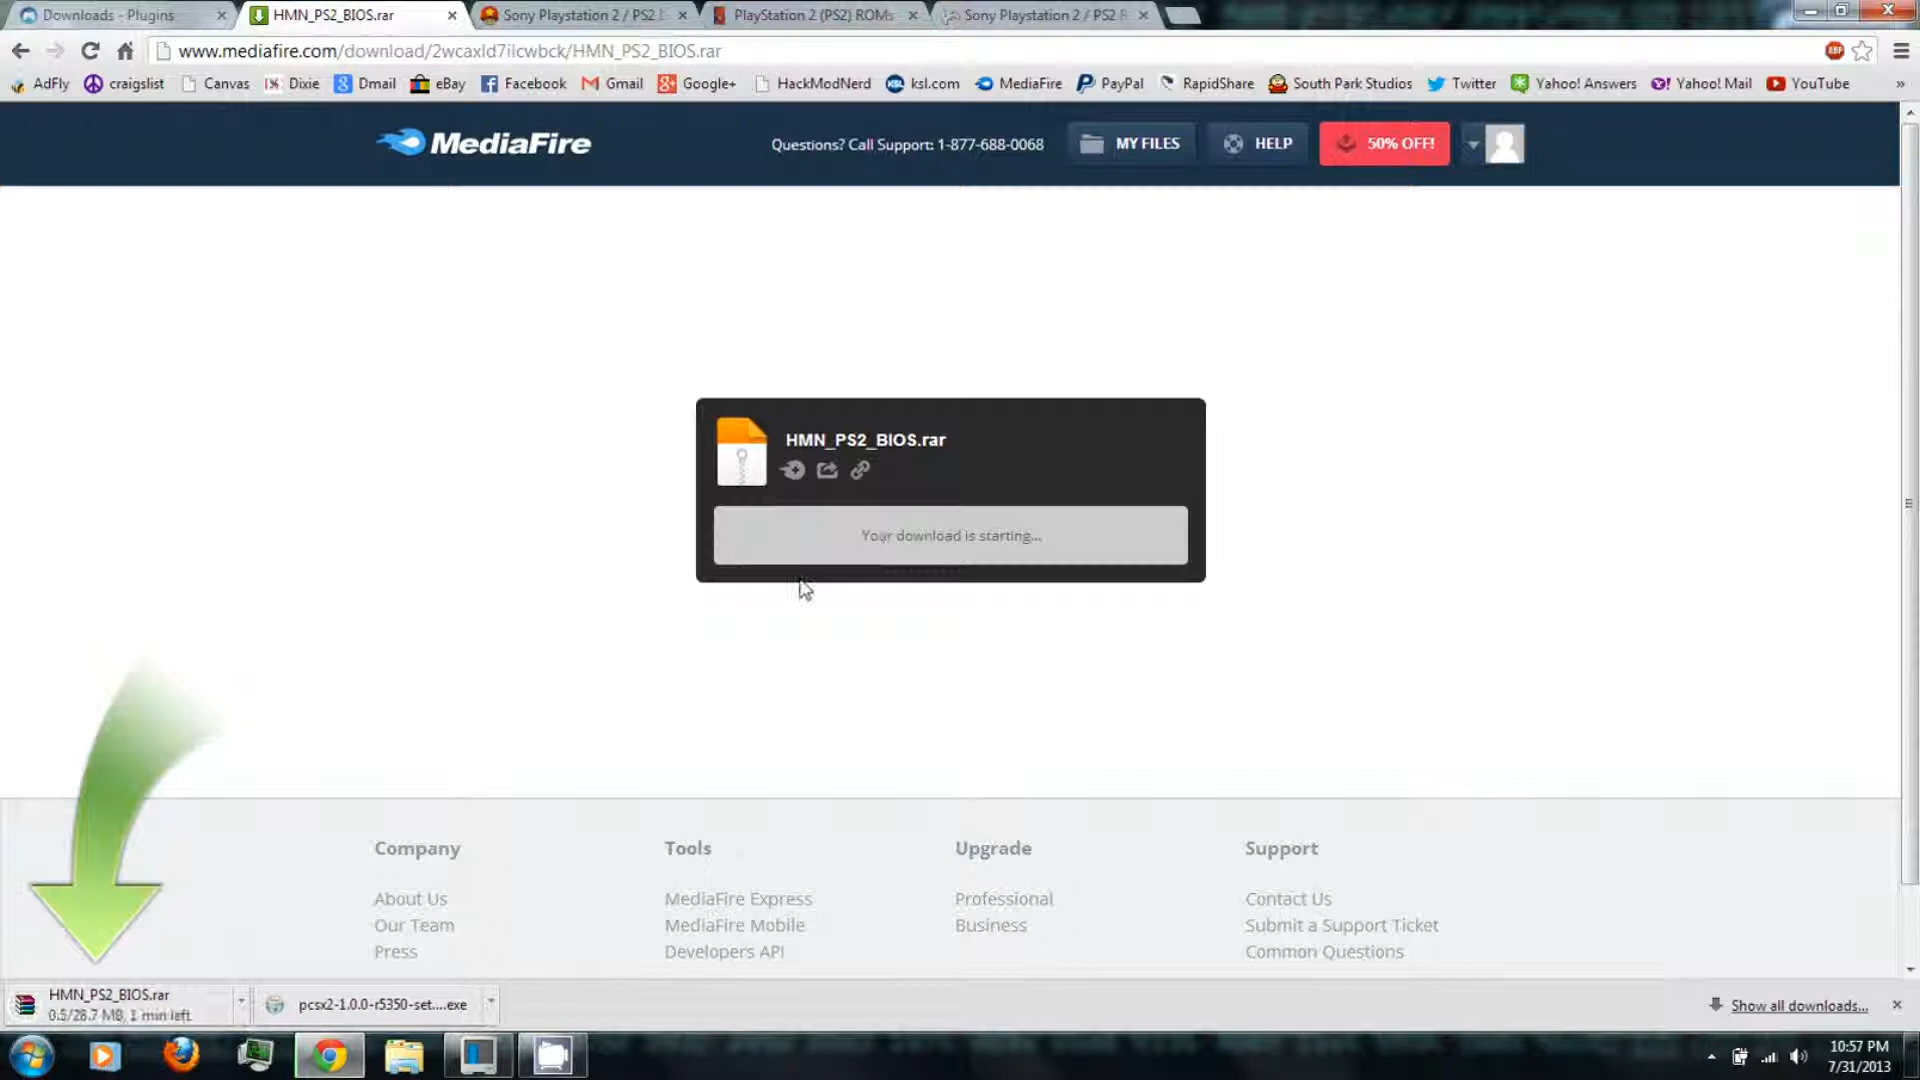 Downloads - Plugins
HMN_PS2_BIOS.rar
Sony Playstation 2 / PS2
PlayStation 2 (PS2) ROMs
Sony Playstation 2 / PS2 R
www.mediafire.com/download/2wcaxld7ilcwbck/HMN_PS2_BIOS.rar
ABP
AdFly craigslist Canvas Dixie Dmail eBay Facebook Gmail Google+ HackModNerd ksl.com MediaFire PayPal RapidShare South Park Studios Twitter Yahoo! Answers Yahoo! Mail YouTube »
MediaFire
Questions? Call Support: 1-877-688-0068
MY FILES
HELP
50% OFF!
HMN_PS2_BIOS.rar
Your download is starting...
Company
About Us
Our Team
Press
Tools
MediaFire Express
MediaFire Mobile
Developers API
Upgrade
Professional
Business
Support
Contact Us
Submit a Support Ticket
Common Questions
HMN_PS2_BIOS.rar
0.5/28.7 MB, 1 min left
pcsx2-1.0.0-r5350-set....exe
Show all downloads...
10:57 PM
7/31/2013